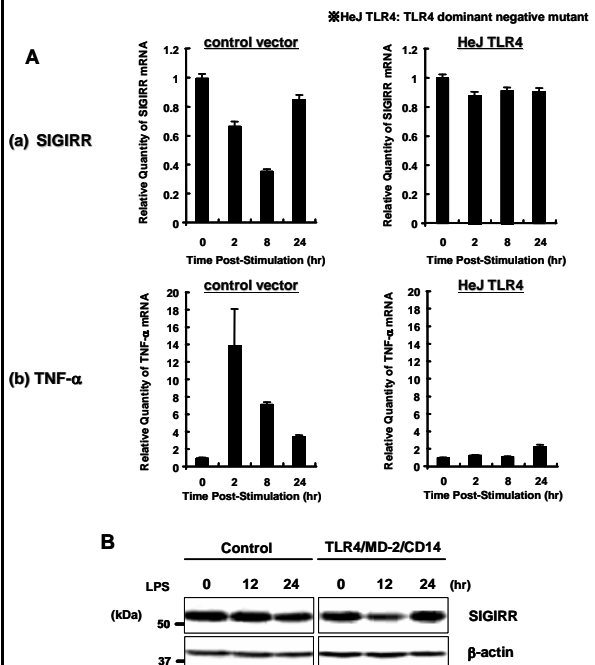 ※HeJ TLR4: TLR4 dominant negative mutant
A
control vector
HeJ TLR4
(a) SIGIRR
Relative Quantity of SIGIRR mRNA
1.2
1
0.8
0.6
0.4
0.2
0
0 2 8 24
Time Post-Stimulation (hr)
Relative Quantity of SIGIRR mRNA
1.2
1
0.8
0.6
0.4
0.2
0
0 2 8 24
Time Post-Stimulation (hr)
control vector
HeJ TLR4
(b) TNF-α
Relative Quantity of TNF-α mRNA
20
18
16
14
12
10
8
6
4
2
0
0 2 8 24
Time Post-Stimulation (hr)
Relative Quantity of TNF-α mRNA
20
18
16
14
12
10
8
6
4
2
0
0 2 8 24
Time Post-Stimulation (hr)
B
Control TLR4/MD-2/CD14
LPS 0 12 24 0 12 24 (hr)
(kDa)
50
SIGIRR
37
β-actin